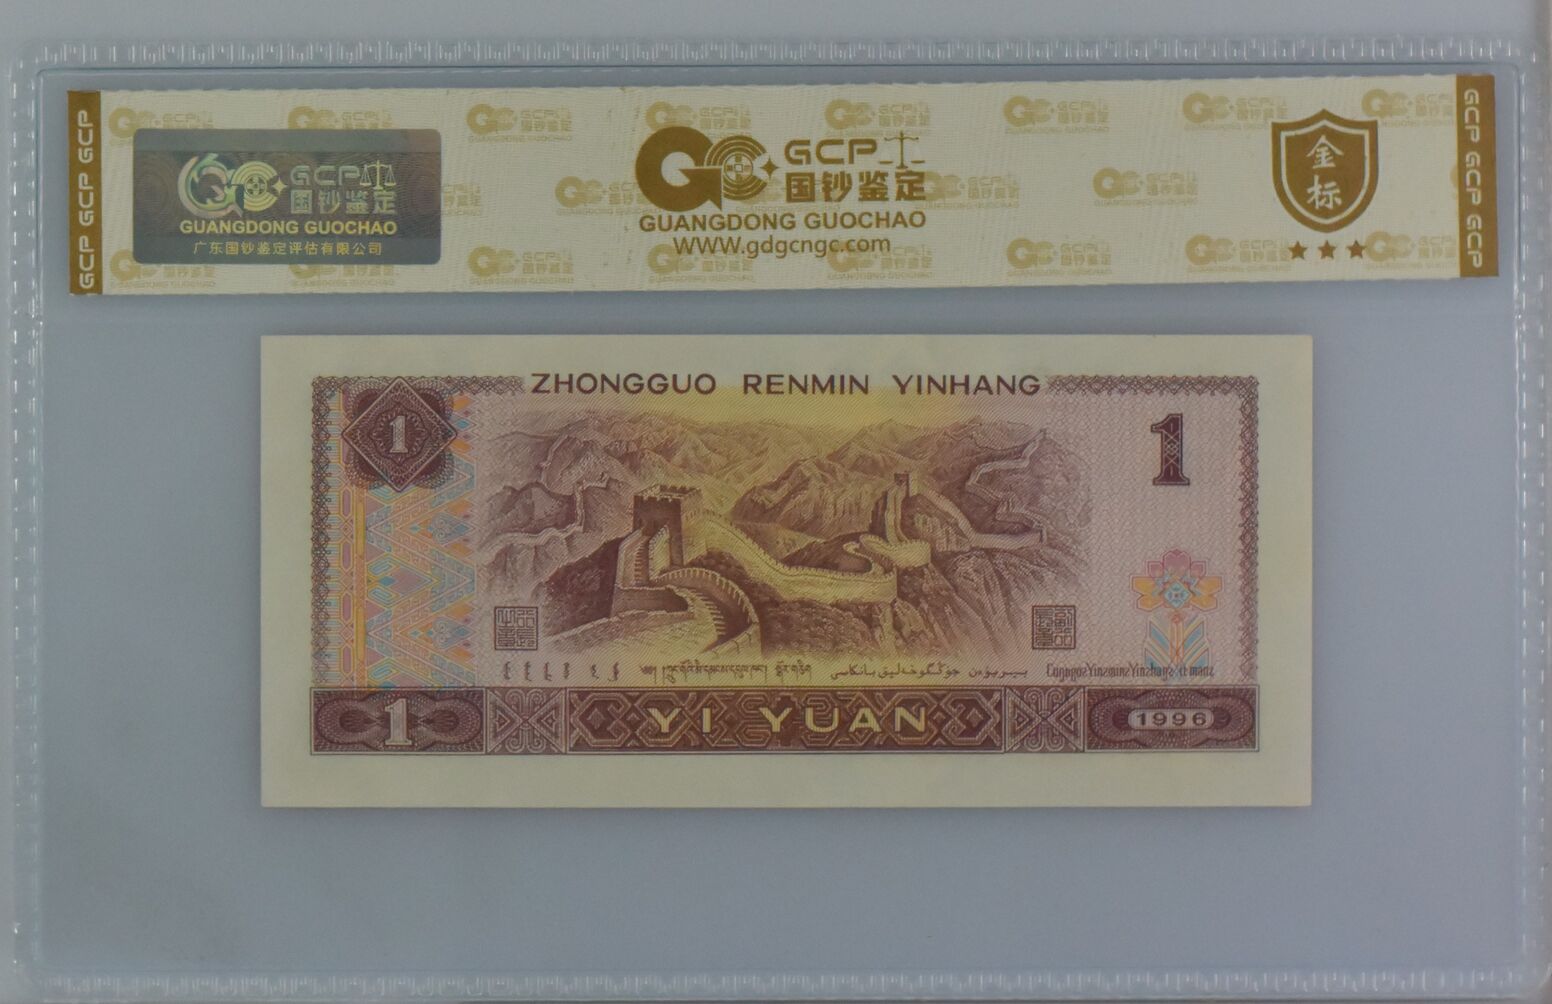 GCP GCP GCP
GCP
国钞鉴定
GUANGDONG GUOCHAO
广东国钞鉴定评估有限公司
GCP
国钞鉴定
GUANGDONG GUOCHAO
WWW.gdgcngc.com
金
标
GCP GCP GCP
ZHONGGUO RENMIN YINHANG
1
1
1
YI YUAN
1996